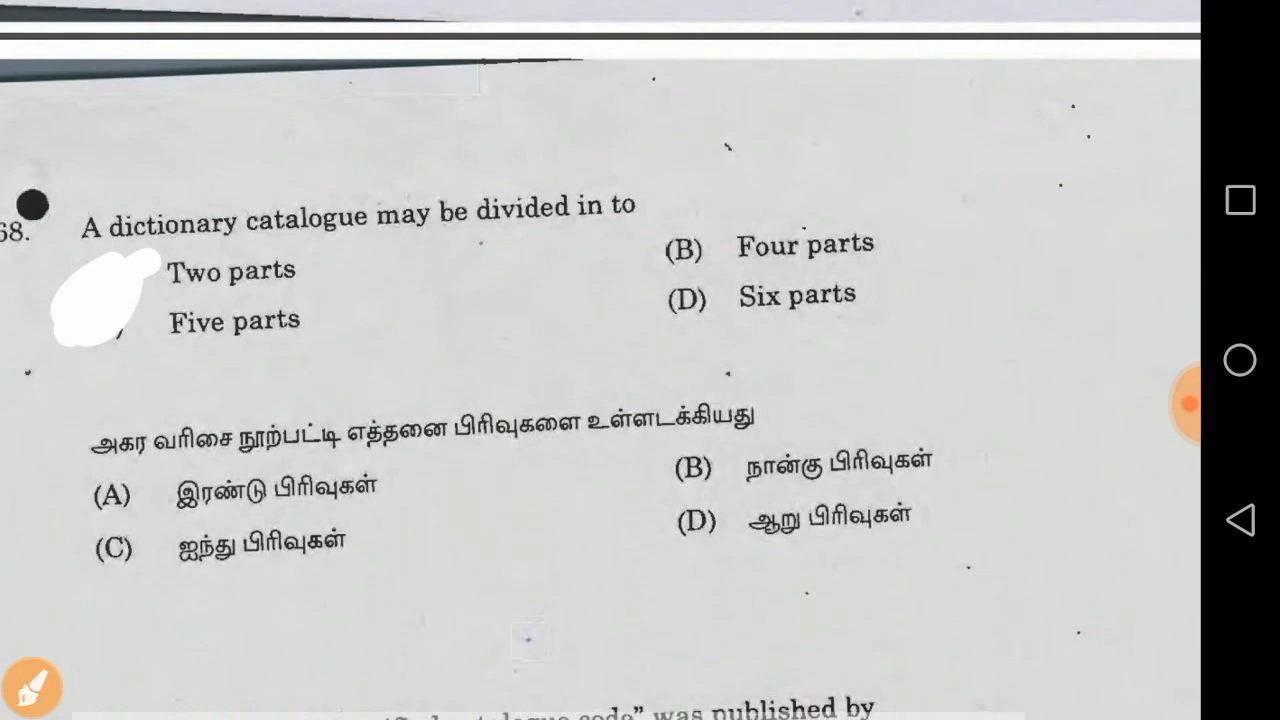 68. A dictionary catalogue may be divided in to
Two parts (B) Four parts
Five parts (D) Six parts
அகர வரிசை நூற்பட்டி எத்தனை பிரிவுகளை உள்ளடக்கியது
(A) இரண்டு பிரிவுகள் (B) நான்கு பிரிவுகள்
(C) ஐந்து பிரிவுகள் (D) ஆறு பிரிவுகள்
code” was published by